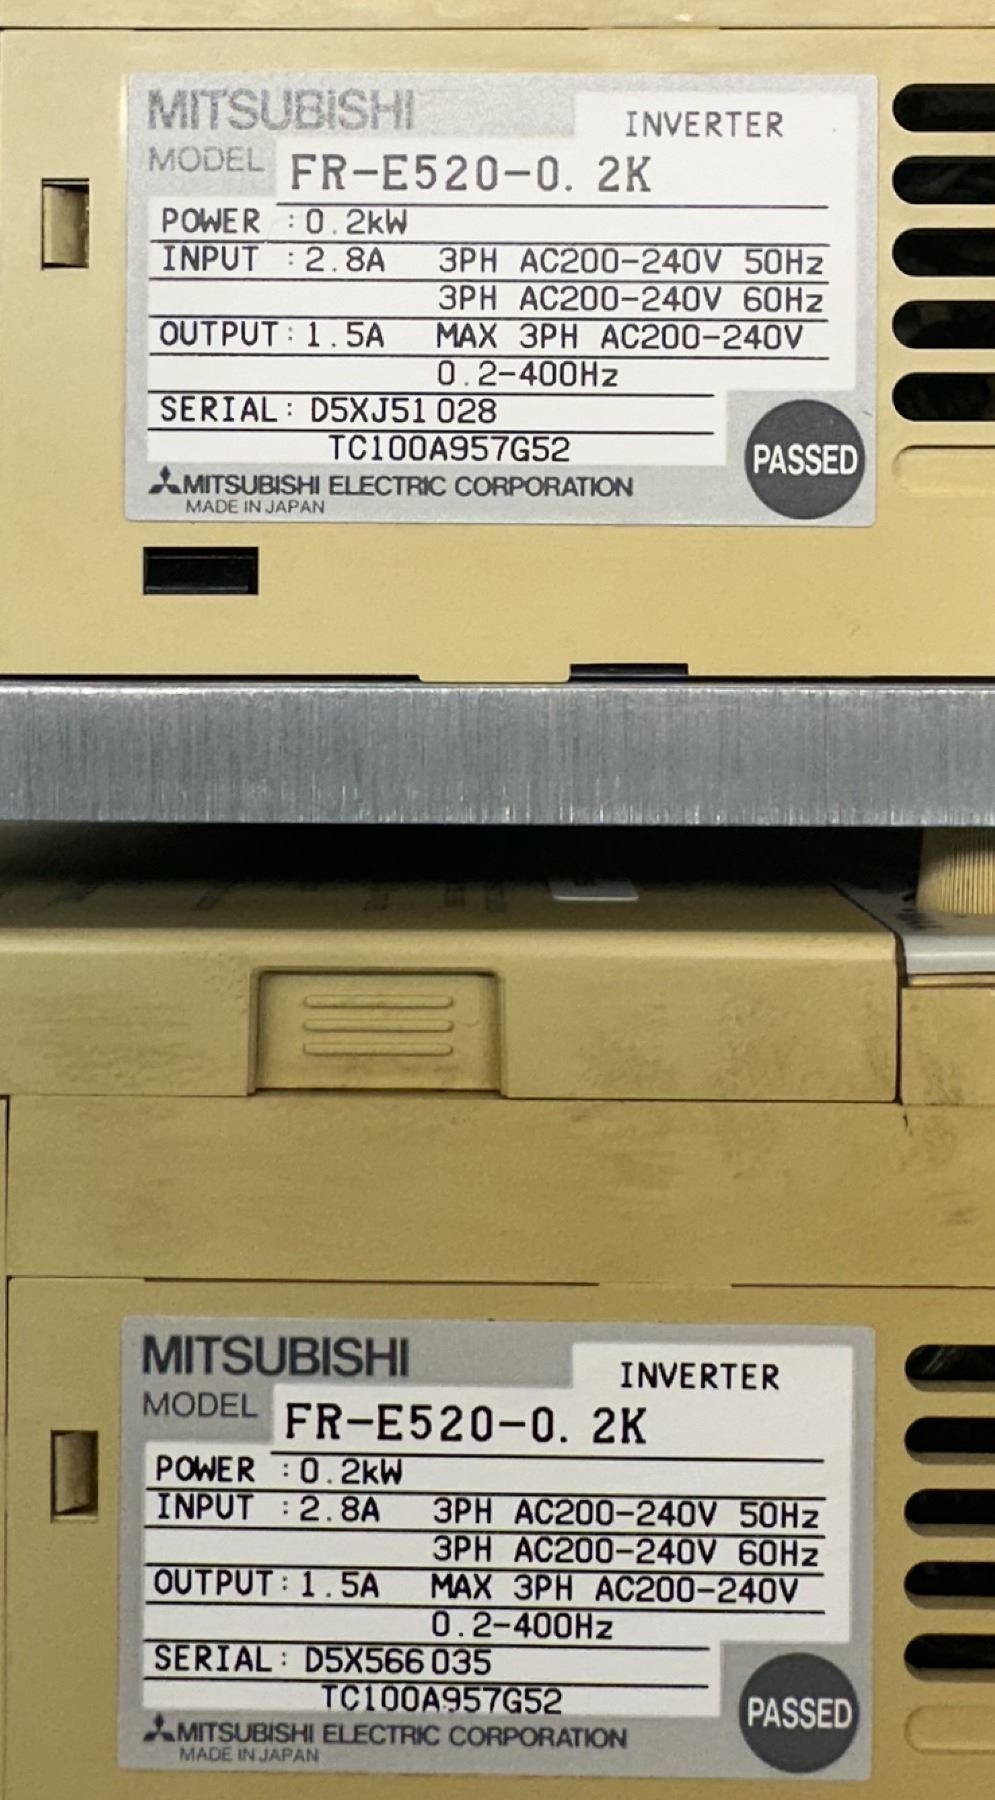 MITSUBISHI
INVERTER
MODEL FR-E520-0.2K
POWER : 0.2kW
INPUT : 2.8A 3PH AC200-240V 50Hz
3PH AC200-240V 60Hz
OUTPUT: 1.5A MAX 3PH AC200-240V
0.2-400Hz
SERIAL: D5XJ51028
TC100A957G52
PASSED
MITSUBISHI ELECTRIC CORPORATION
MADE IN JAPAN
MITSUBISHI
INVERTER
MODEL FR-E520-0.2K
POWER : 0.2kW
INPUT : 2.8A 3PH AC200-240V 50Hz
3PH AC200-240V 60Hz
OUTPUT: 1.5A MAX 3PH AC200-240V
0.2-400Hz
SERIAL: D5X566035
TC100A957G52
PASSED
MITSUBISHI ELECTRIC CORPORATION
MADE IN JAPAN